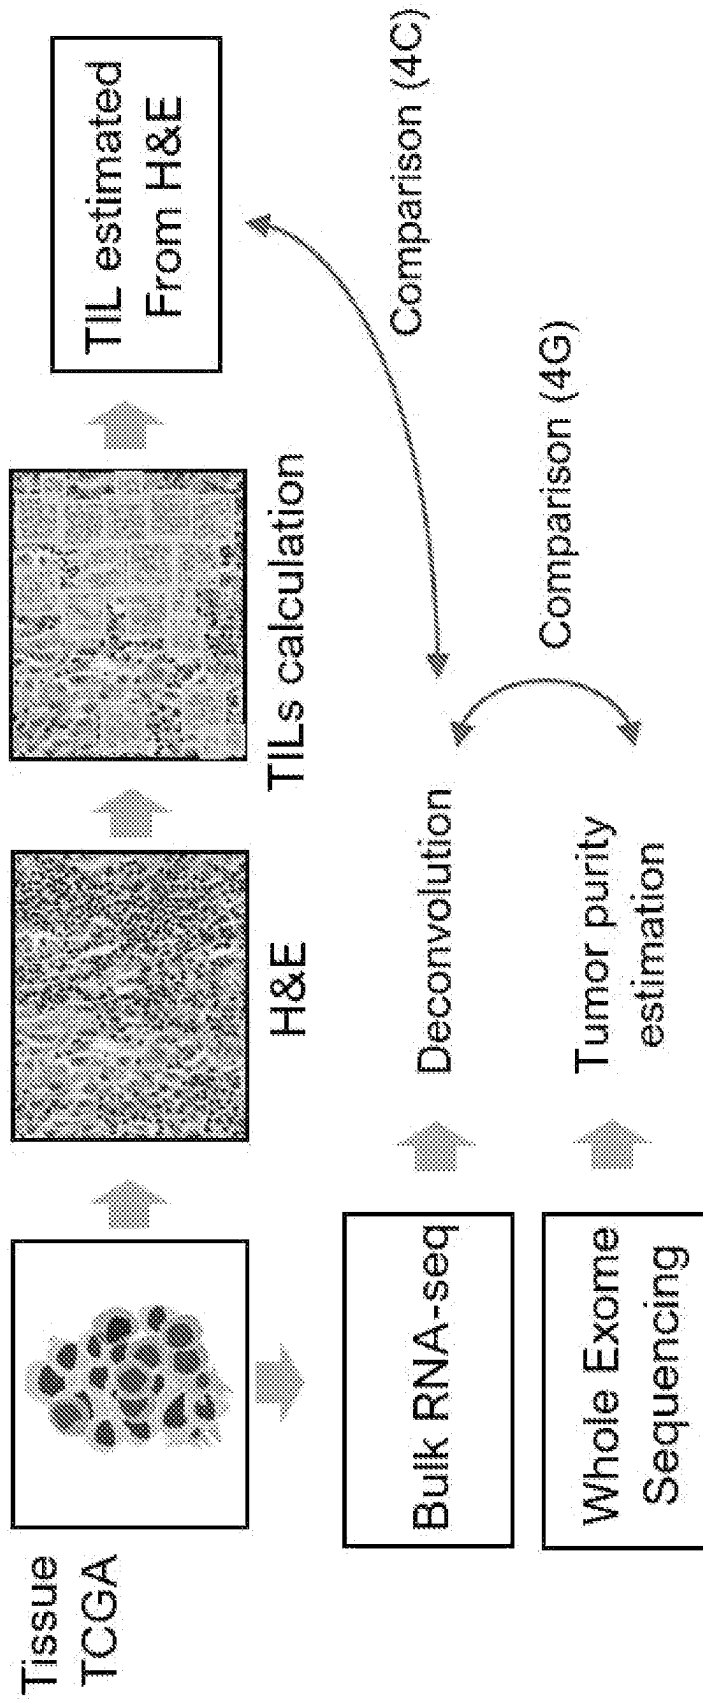 Tissue
TCGA
H&E
TILs calculation
TIL estimated
From H&E
Bulk RNA-seq
Deconvolution
Comparison (4C)
Whole Exome
Sequencing
Tumor purity
estimation
Comparison (4G)